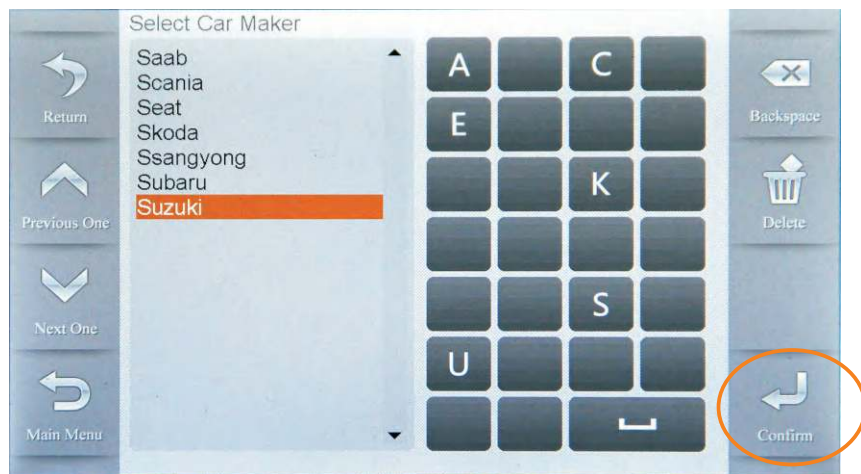 Select Car Maker
Saab
Scania
Seat
Skoda
Ssangyong
Subaru
Suzuki
Return
Previous One
Next One
Main Menu
A C
E
K
S
U
Backspace
Delete
Confirm